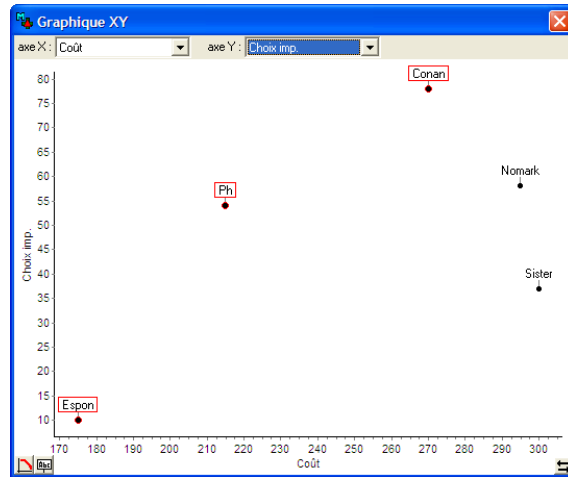 Graphique XY
axe X : Coût axe Y : Choix imp.
Conan
Nomark
Ph
Sister
Espon
Choix imp.
80
75
70
65
60
55
50
45
40
35
30
25
20
15
10
170 180 190 200 210 220 230 240 250 260 270 280 290 300
Coût
Abc